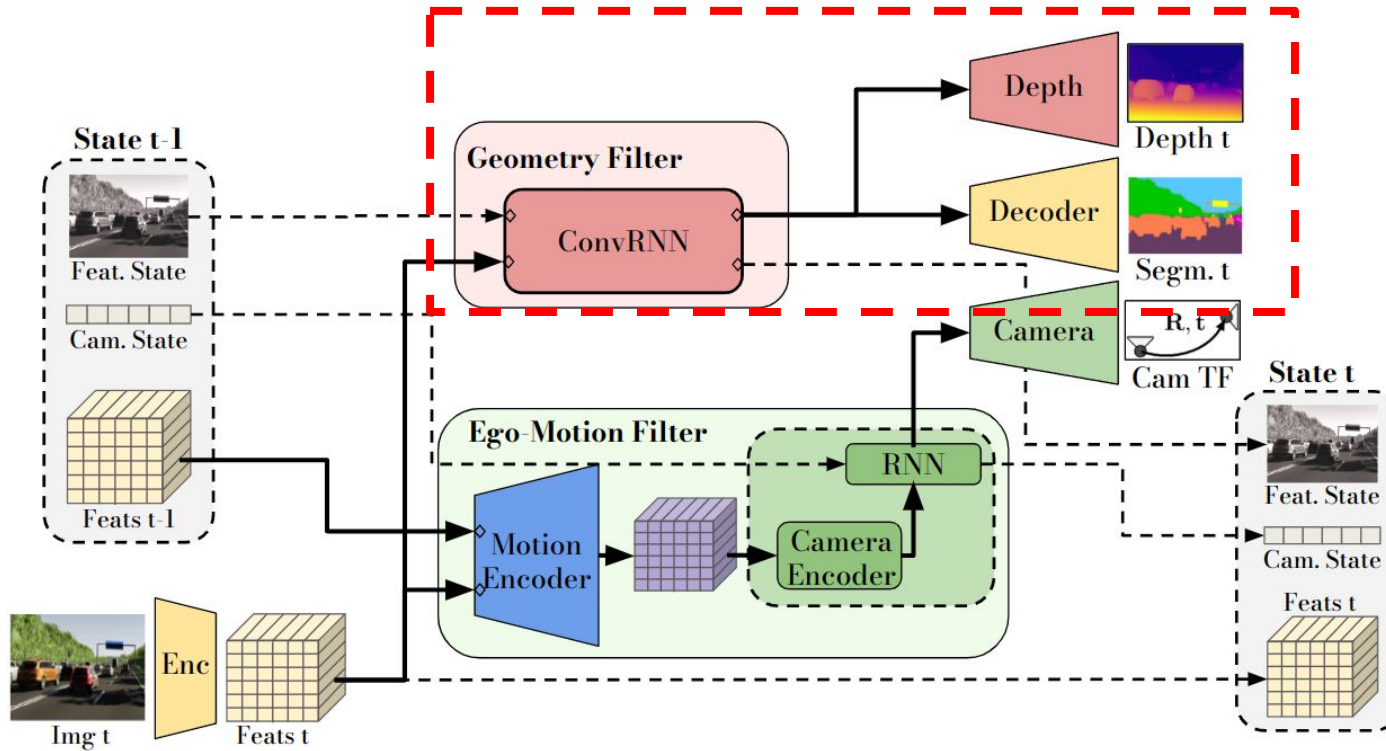 State t-1
Feat. State
Cam. State
Feats t-1
Img t
Enc
Feats t
Geometry Filter
ConvRNN
Depth
Depth t
Decoder
Segm. t
Camera
R, t
Cam TF
Ego-Motion Filter
Motion
Encoder
Camera
Encoder
RNN
State t
Feat. State
Cam. State
Feats t